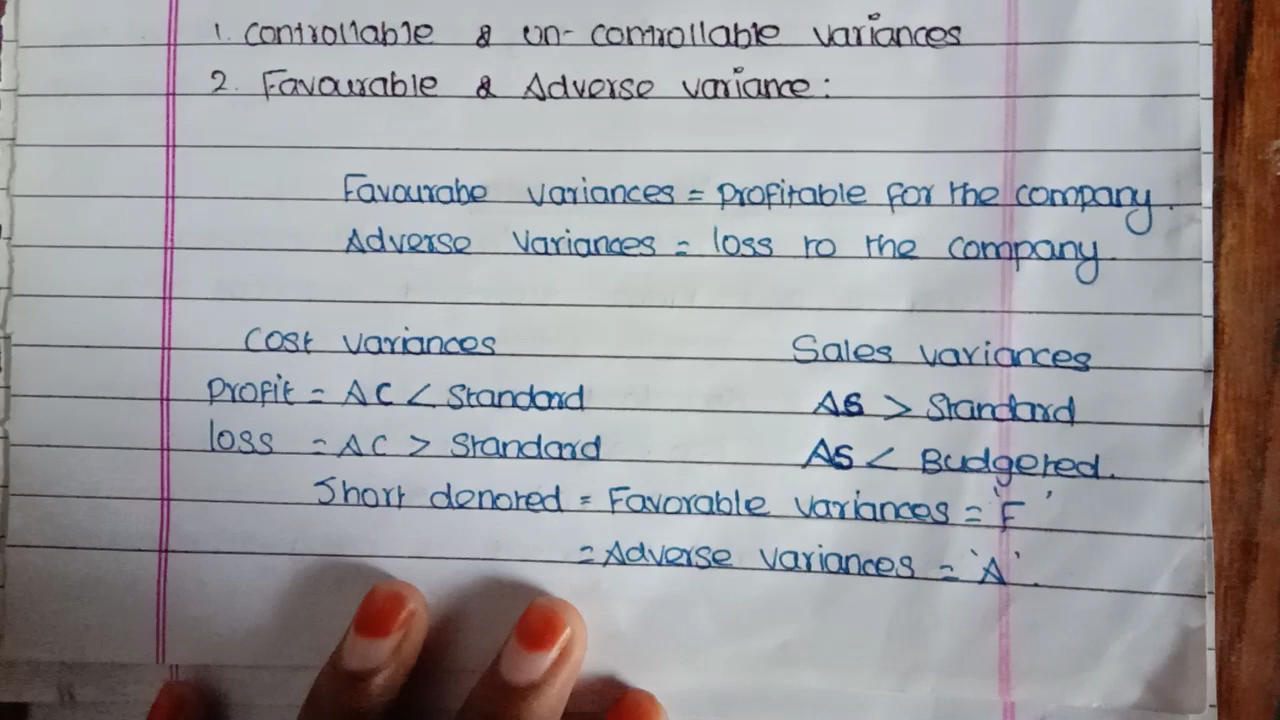 1. Controllable & un-controllable variances
2. Favourable & Adverse variance:
Favourabe variances = profitable for the company.
Adverse variances = loss to the company
Cost variances Sales variances
Profit = AC < Standard AS > Standard
loss = AC > Standard AS < Budgeted.
Short denoted = Favorable variances = 'F'
= Adverse variances = 'A'.